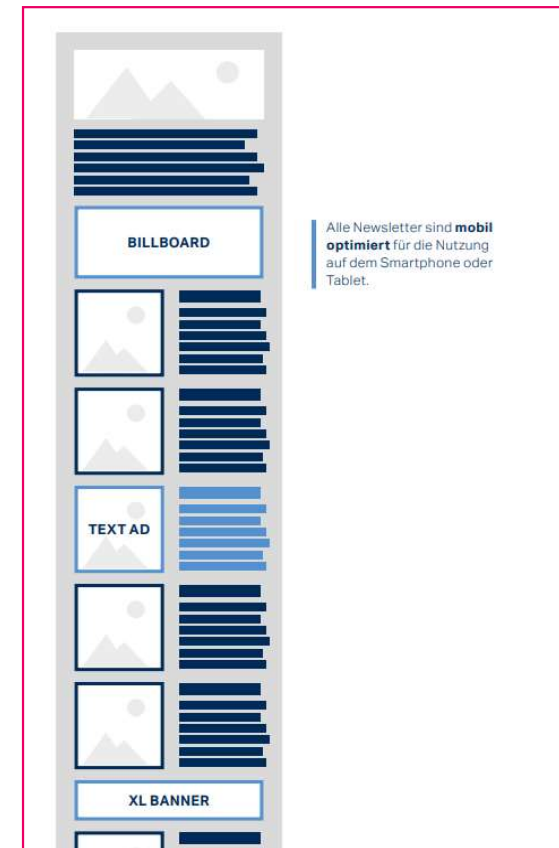 BILLBOARD
Alle Newsletter sind mobil
optimiert für die Nutzung
auf dem Smartphone oder
Tablet.
TEXT AD
XL BANNER